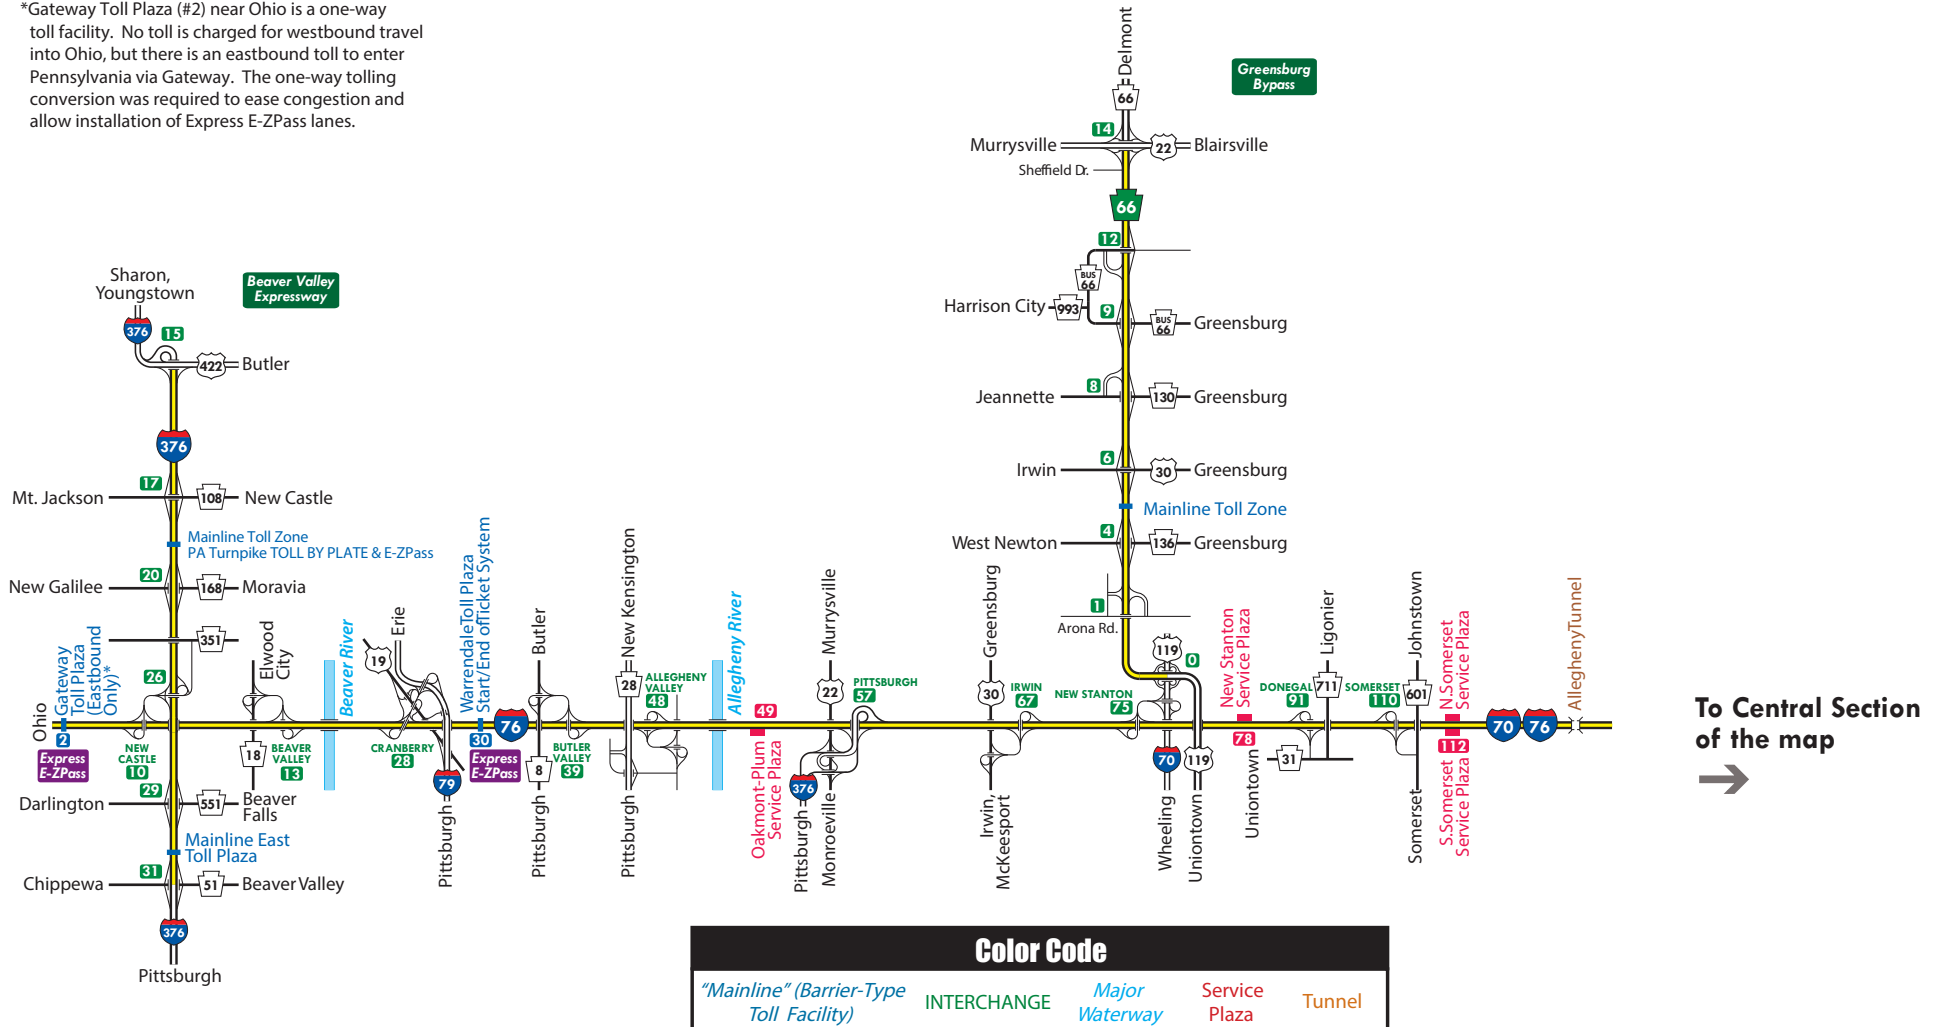 *Gateway Toll Plaza (#2) near Ohio is a one-way
toll facility.  No toll is charged for westbound travel
into Ohio, but there is an eastbound toll to enter
Pennsylvania via Gateway.  The one-way tolling
conversion was required to ease congestion and
allow installation of Express E-ZPass lanes.
Delmont
66
Greensburg
Bypass
14
Murrysville
22
Blairsville
Sheffield Dr.
66
12
BUS
66
Harrison City
993
9
BUS
66
Greensburg
8
Jeannette
130
Greensburg
6
Irwin
30
Greensburg
Mainline Toll Zone
4
West Newton
136
Greensburg
1
Arona Rd.
119
0
Sharon,
Youngstown
Beaver Valley
Expressway
376
15
422
Butler
376
17
Mt. Jackson
108
New Castle
Mainline Toll Zone
PA Turnpike TOLL BY PLATE & E-ZPass
20
New Galilee
168
Moravia
351
26
Ohio
Gateway
Toll Plaza
(Eastbound
Only)*
2
Express
E-ZPass
NEW
CASTLE
10
29
Darlington
551
Beaver
Falls
Mainline East
Toll Plaza
31
Chippewa
51
Beaver Valley
376
Pittsburgh
Elwood
City
18
BEAVER
VALLEY
13
Beaver River
19
Erie
CRANBERRY
28
79
Pittsburgh
Warrendale Toll Plaza
Start/End of Ticket System
30
Express
E-ZPass
76
Butler
8
Pittsburgh
BUTLER
VALLEY
39
New Kensington
28
Pittsburgh
ALLEGHENY
VALLEY
48
Allegheny River
49
Oakmont-Plum
Service Plaza
Murrysville
22
PITTSBURGH
57
376
Pittsburgh
Monroeville
Greensburg
30
IRWIN
67
Irwin,
McKeesport
NEW STANTON
75
70
Wheeling
119
Uniontown
New Stanton
Service Plaza
78
Uniontown
DONEGAL
91
Ligonier
711
31
SOMERSET
110
Johnstown
601
Somerset
N.Somerset
Service Plaza
112
S.Somerset
Service Plaza
70
76
Allegheny Tunnel
To Central Section
of the map
Color Code
“Mainline” (Barrier-Type
Toll Facility)
INTERCHANGE
Major
Waterway
Service
Plaza
Tunnel